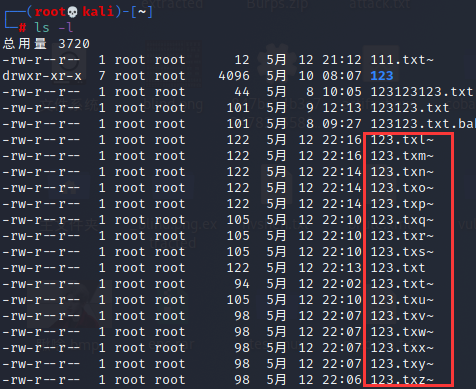 ┌──(root💀kali)-[~]
└─# ls -l
总用量 3720
-rw-r--r-- 1 root root 12 5月 12 21:12 111.txt~
drwxr-xr-x 7 root root 4096 5月 10 08:07 123
-rw-r--r-- 1 root root 44 5月 8 10:05 123123123.txt
-rw-r--r-- 1 root root 101 5月 9 12:13 123123.txt
-rw-r--r-- 1 root root 101 5月 8 09:27 123123.txt.bak
-rw-r--r-- 1 root root 122 5月 12 22:16 123.txl~
-rw-r--r-- 1 root root 122 5月 12 22:16 123.txm~
-rw-r--r-- 1 root root 122 5月 12 22:14 123.txn~
-rw-r--r-- 1 root root 122 5月 12 22:14 123.txo~
-rw-r--r-- 1 root root 122 5月 12 22:14 123.txp~
-rw-r--r-- 1 root root 105 5月 12 22:10 123.txq~
-rw-r--r-- 1 root root 122 5月 12 22:10 123.txr~
-rw-r--r-- 1 root root 105 5月 12 22:10 123.txs~
-rw-r--r-- 1 root root 122 5月 12 22:13 123.txt
-rw-r--r-- 1 root root 94 5月 12 22:02 123.txt~
-rw-r--r-- 1 root root 105 5月 12 22:10 123.txu~
-rw-r--r-- 1 root root 98 5月 12 22:07 123.txv~
-rw-r--r-- 1 root root 98 5月 12 22:07 123.txw~
-rw-r--r-- 1 root root 98 5月 12 22:07 123.txx~
-rw-r--r-- 1 root root 98 5月 12 22:07 123.txy~
-rw-r--r-- 1 root root 98 5月 12 22:06 123.txz~